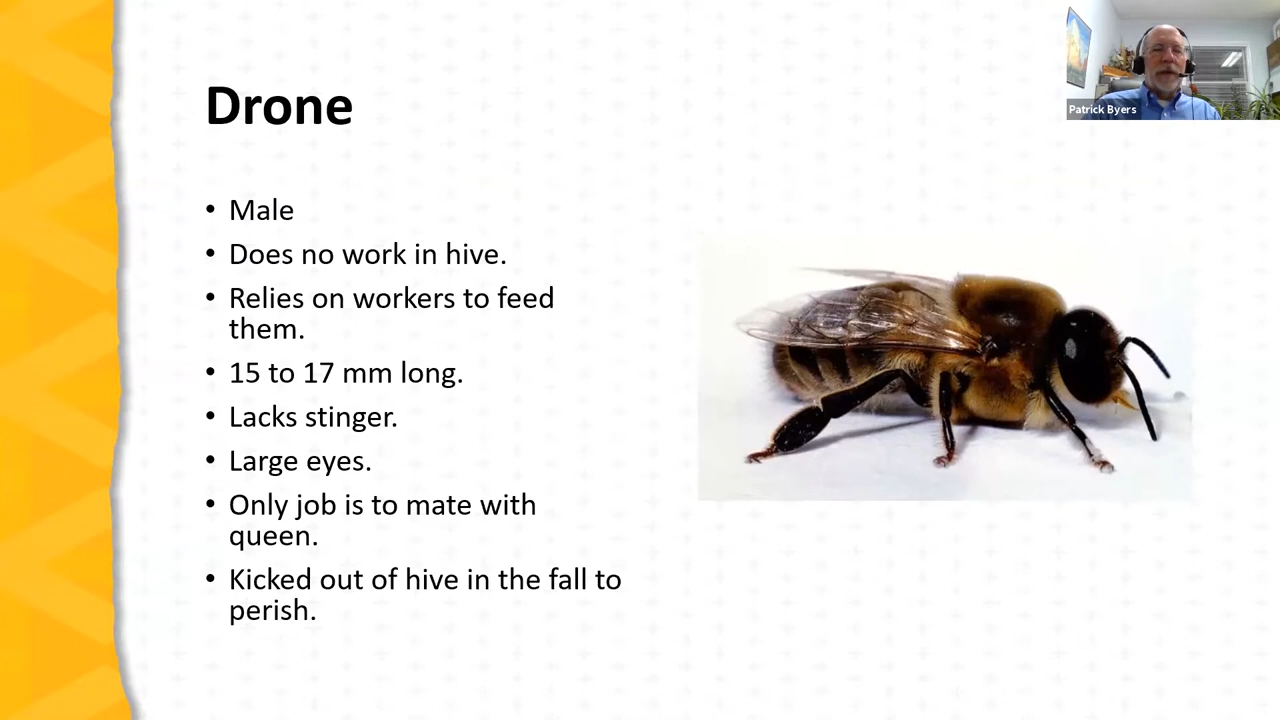 Drone
• Male
• Does no work in hive.
• Relies on workers to feed
them.
• 15 to 17 mm long.
• Lacks stinger.
• Large eyes.
• Only job is to mate with
queen.
• Kicked out of hive in the fall to
perish.
Patrick Byers